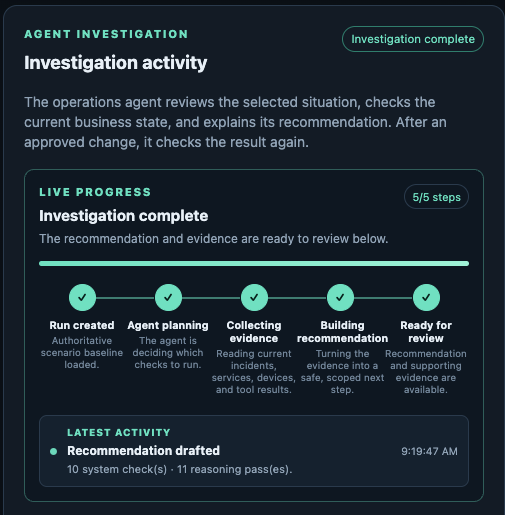 AGENT INVESTIGATION
Investigation complete
Investigation activity
The operations agent reviews the selected situation, checks the
current business state, and explains its recommendation. After an
approved change, it checks the result again.
LIVE PROGRESS
5/5 steps
Investigation complete
The recommendation and evidence are ready to review below.
Run created
Authoritative
scenario baseline
loaded.
Agent planning
The agent is
deciding which
checks to run.
Collecting
evidence
Reading current
incidents,
services, devices,
and tool results.
Building
recommendation
Turning the
evidence into a
safe, scoped next
step.
Ready for
review
Recommendation
and supporting
evidence are
available.
LATEST ACTIVITY
Recommendation drafted
9:19:47 AM
10 system check(s) · 11 reasoning pass(es).